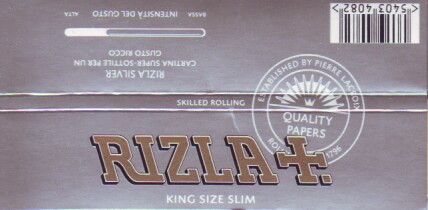 BASSA INTENSITÀ DEL GUSTO ALTA
RIZLA SILVER
CARTINA SUPER-SOTTILE PER UN
GUSTO RICCO
<5403 4082
SKILLED ROLLING
ESTABLISHED BY PIERRE LACROIX
QUALITY
PAPERS
1796
RIZLA+.
KING SIZE SLIM